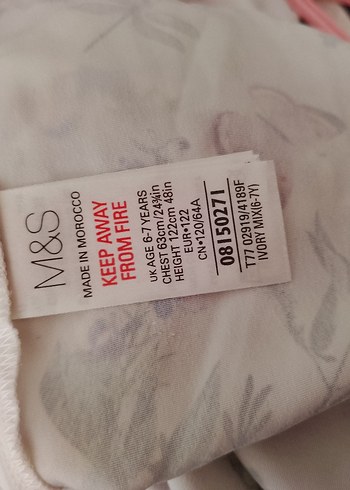 M&S
MADE IN MOROCCO
KEEP AWAY
FROM FIRE
UK AGE 6-7 YEARS
CHEST 63cm/24¾in
HEIGHT 122cm 48in
EUR•122
CN•120/64A
08150271
T77 02919/4189F
IVORY MIX(6-7Y)